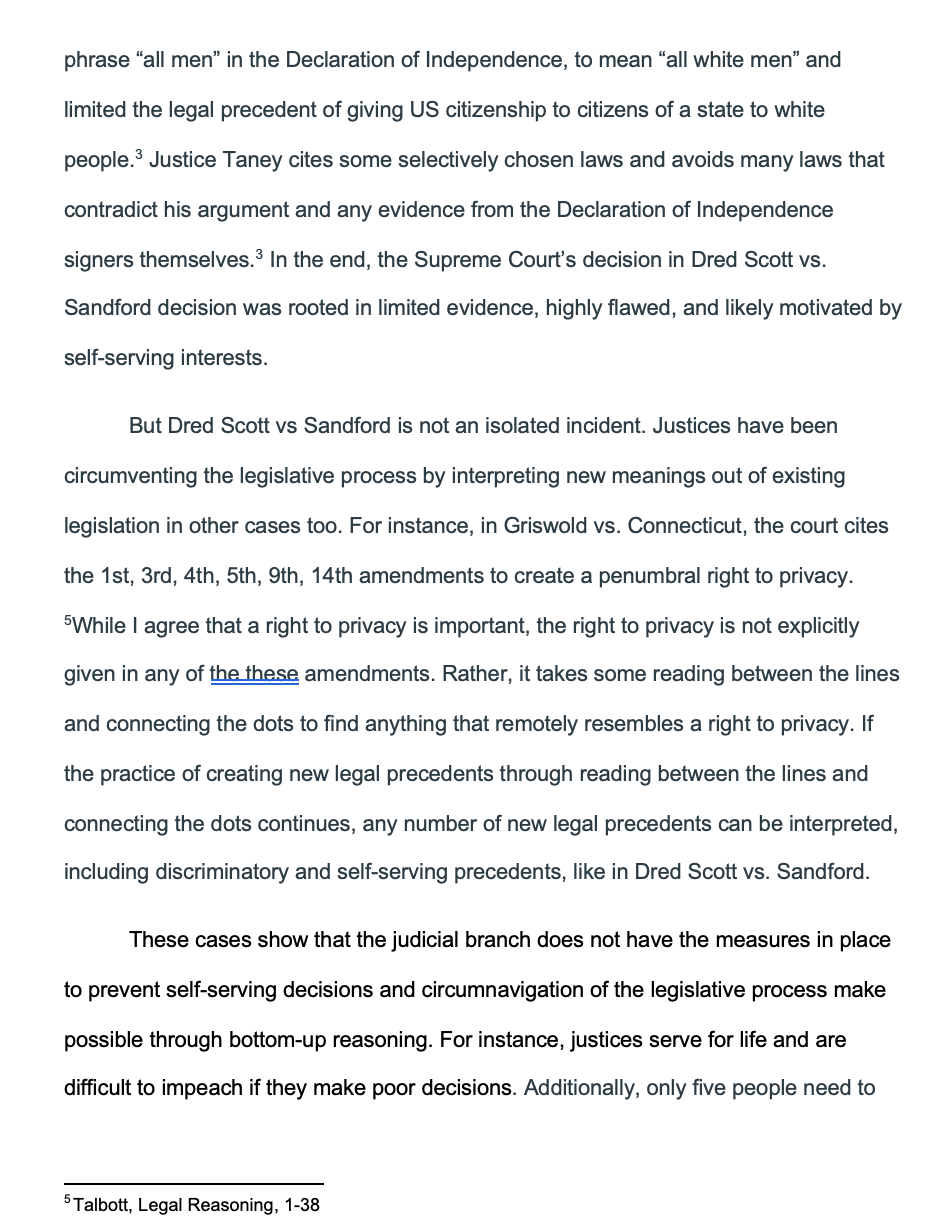 phrase “all men” in the Declaration of Independence, to mean “all white men” and
limited the legal precedent of giving US citizenship to citizens of a state to white
people.³ Justice Taney cites some selectively chosen laws and avoids many laws that
contradict his argument and any evidence from the Declaration of Independence
signers themselves.³ In the end, the Supreme Court’s decision in Dred Scott vs.
Sandford decision was rooted in limited evidence, highly flawed, and likely motivated by
self-serving interests.
But Dred Scott vs Sandford is not an isolated incident. Justices have been
circumventing the legislative process by interpreting new meanings out of existing
legislation in other cases too. For instance, in Griswold vs. Connecticut, the court cites
the 1st, 3rd, 4th, 5th, 9th, 14th amendments to create a penumbral right to privacy.
⁵While I agree that a right to privacy is important, the right to privacy is not explicitly
given in any of the these amendments. Rather, it takes some reading between the lines
and connecting the dots to find anything that remotely resembles a right to privacy. If
the practice of creating new legal precedents through reading between the lines and
connecting the dots continues, any number of new legal precedents can be interpreted,
including discriminatory and self-serving precedents, like in Dred Scott vs. Sandford.
These cases show that the judicial branch does not have the measures in place
to prevent self-serving decisions and circumnavigation of the legislative process make
possible through bottom-up reasoning. For instance, justices serve for life and are
difficult to impeach if they make poor decisions. Additionally, only five people need to
⁵ Talbott, Legal Reasoning, 1-38